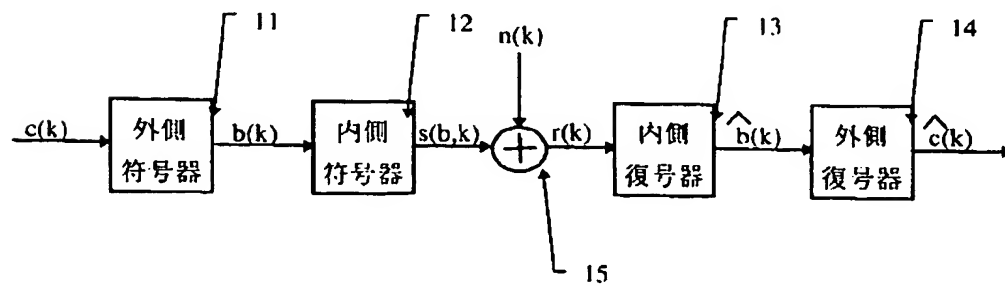 11
12
n(k)
13
14
c(k)
外側
符号器
b(k)
内側
符号器
s(b,k)
r(k)
内側
復号器
b̂(k)
外側
復号器
ĉ(k)
15